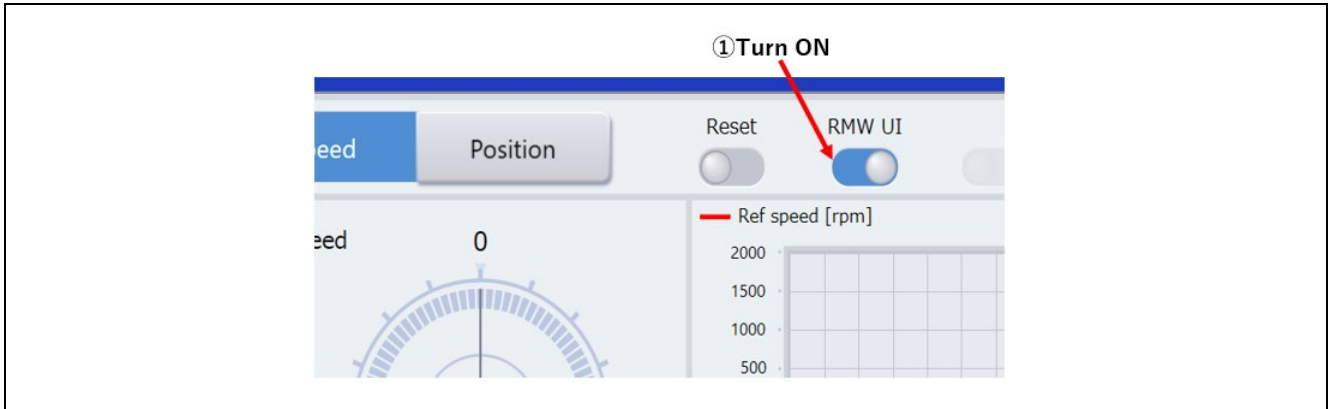 ①Turn ON
Reset RMW UI
eed Position
Ref speed [rpm]
eed 0
2000
1500
1000
500